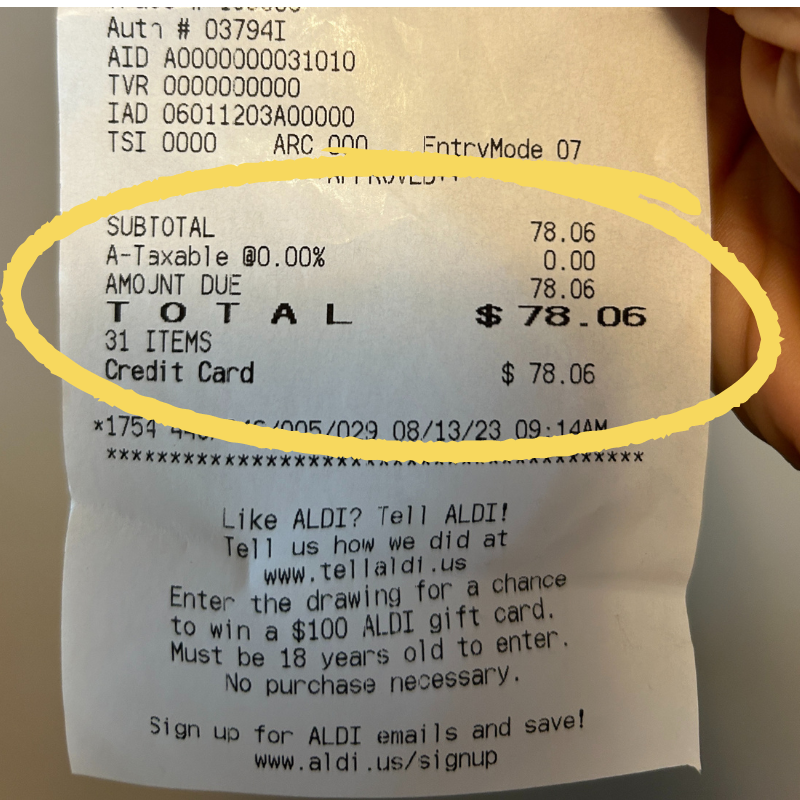 Auth # 03794I
AID A0000000031010
TVR 0000000000
IAD 06011203A00000
TSI 0000 ARC 000 EntryMode 07
SUBTOTAL 78.06
A-Taxable @0.00% 0.00
AMOUNT DUE 78.06
TOTAL $ 78.06
31 ITEMS
Credit Card $ 78.06
*1754 /005/029 08/13/23 09:14AM
******************************************
Like ALDI? Tell ALDI!
Tell us how we did at
www.tellaldi.us
Enter the drawing for a chance
to win a $100 ALDI gift card.
Must be 18 years old to enter.
No purchase necessary.
Sign up for ALDI emails and save!
www.aldi.us/signup